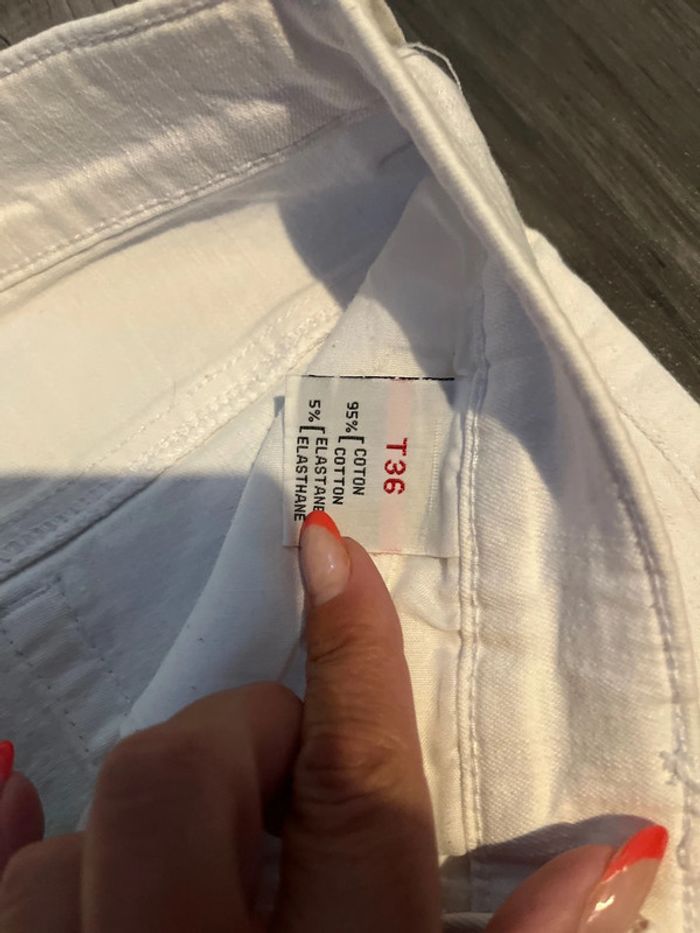 T36
95% [ COTON
COTTON
5% [ ELASTANE
ELASTHANE